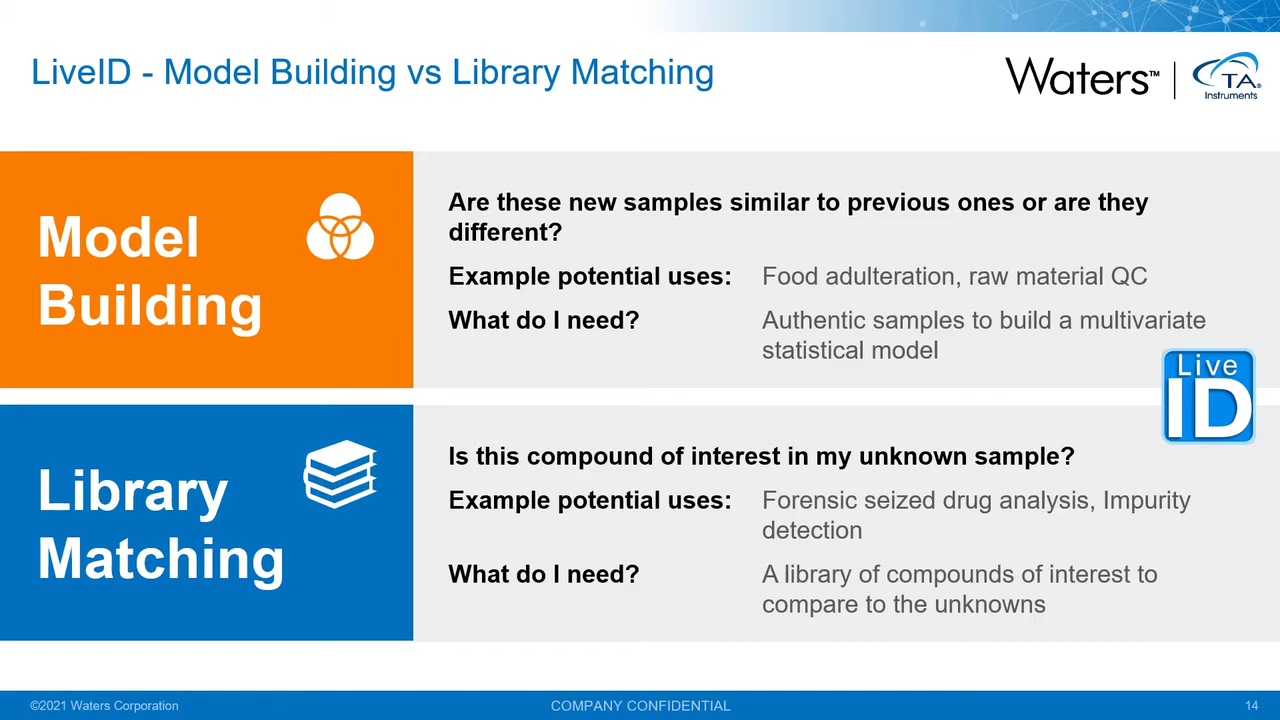 LiveID - Model Building vs Library Matching
Waters™
TA®
Instruments
Model
Building
Are these new samples similar to previous ones or are they
different?
Example potential uses: Food adulteration, raw material QC
What do I need? Authentic samples to build a multivariate
statistical model
Live
ID
Library
Matching
Is this compound of interest in my unknown sample?
Example potential uses: Forensic seized drug analysis, Impurity
detection
What do I need? A library of compounds of interest to
compare to the unknowns
©2021 Waters Corporation
COMPANY CONFIDENTIAL
14